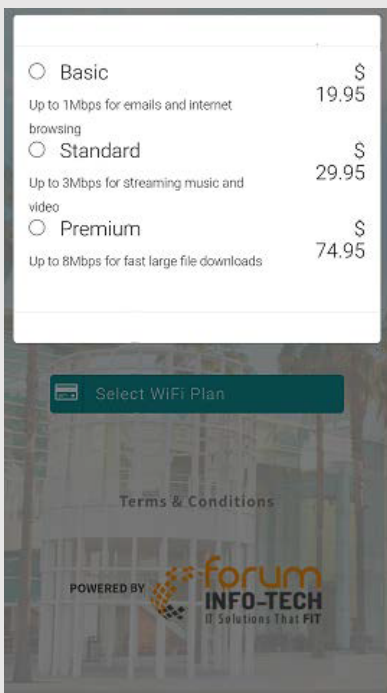 Basic
$
19.95
Up to 1Mbps for emails and internet
browsing
Standard
$
29.95
Up to 3Mbps for streaming music and
video
Premium
$
74.95
Up to 8Mbps for fast large file downloads
Select WiFi Plan
Terms & Conditions
POWERED BY
forum
INFO-TECH
IT Solutions That FIT